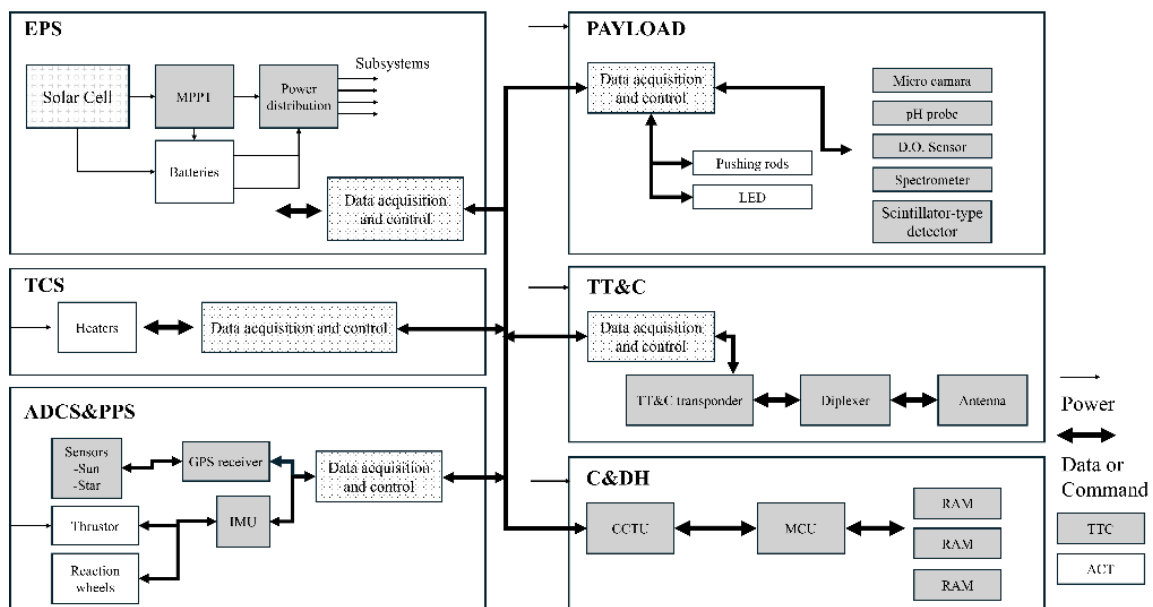 EPS
Subsystems
Solar Cell
MPPT
Power
distribution
Batteries
Data acquisition
and control
TCS
Heaters
Data acquisition and control
ADCS&PPS
Sensors
-Sun
-Star
GPS receiver
Data acquisition
and control
Thrustor
IMU
Reaction
wheels
PAYLOAD
Data acquisition
and control
Micro camara
pH probe
D.O. Sensor
Pushing rods
Spectrometer
LED
Scintillator-type
detector
TT&C
Data acquisition
and control
TT&C transponder
Diplexer
Antenna
C&DH
CCTU
MCU
RAM
RAM
RAM
Power
Data or
Command
TTC
ACT